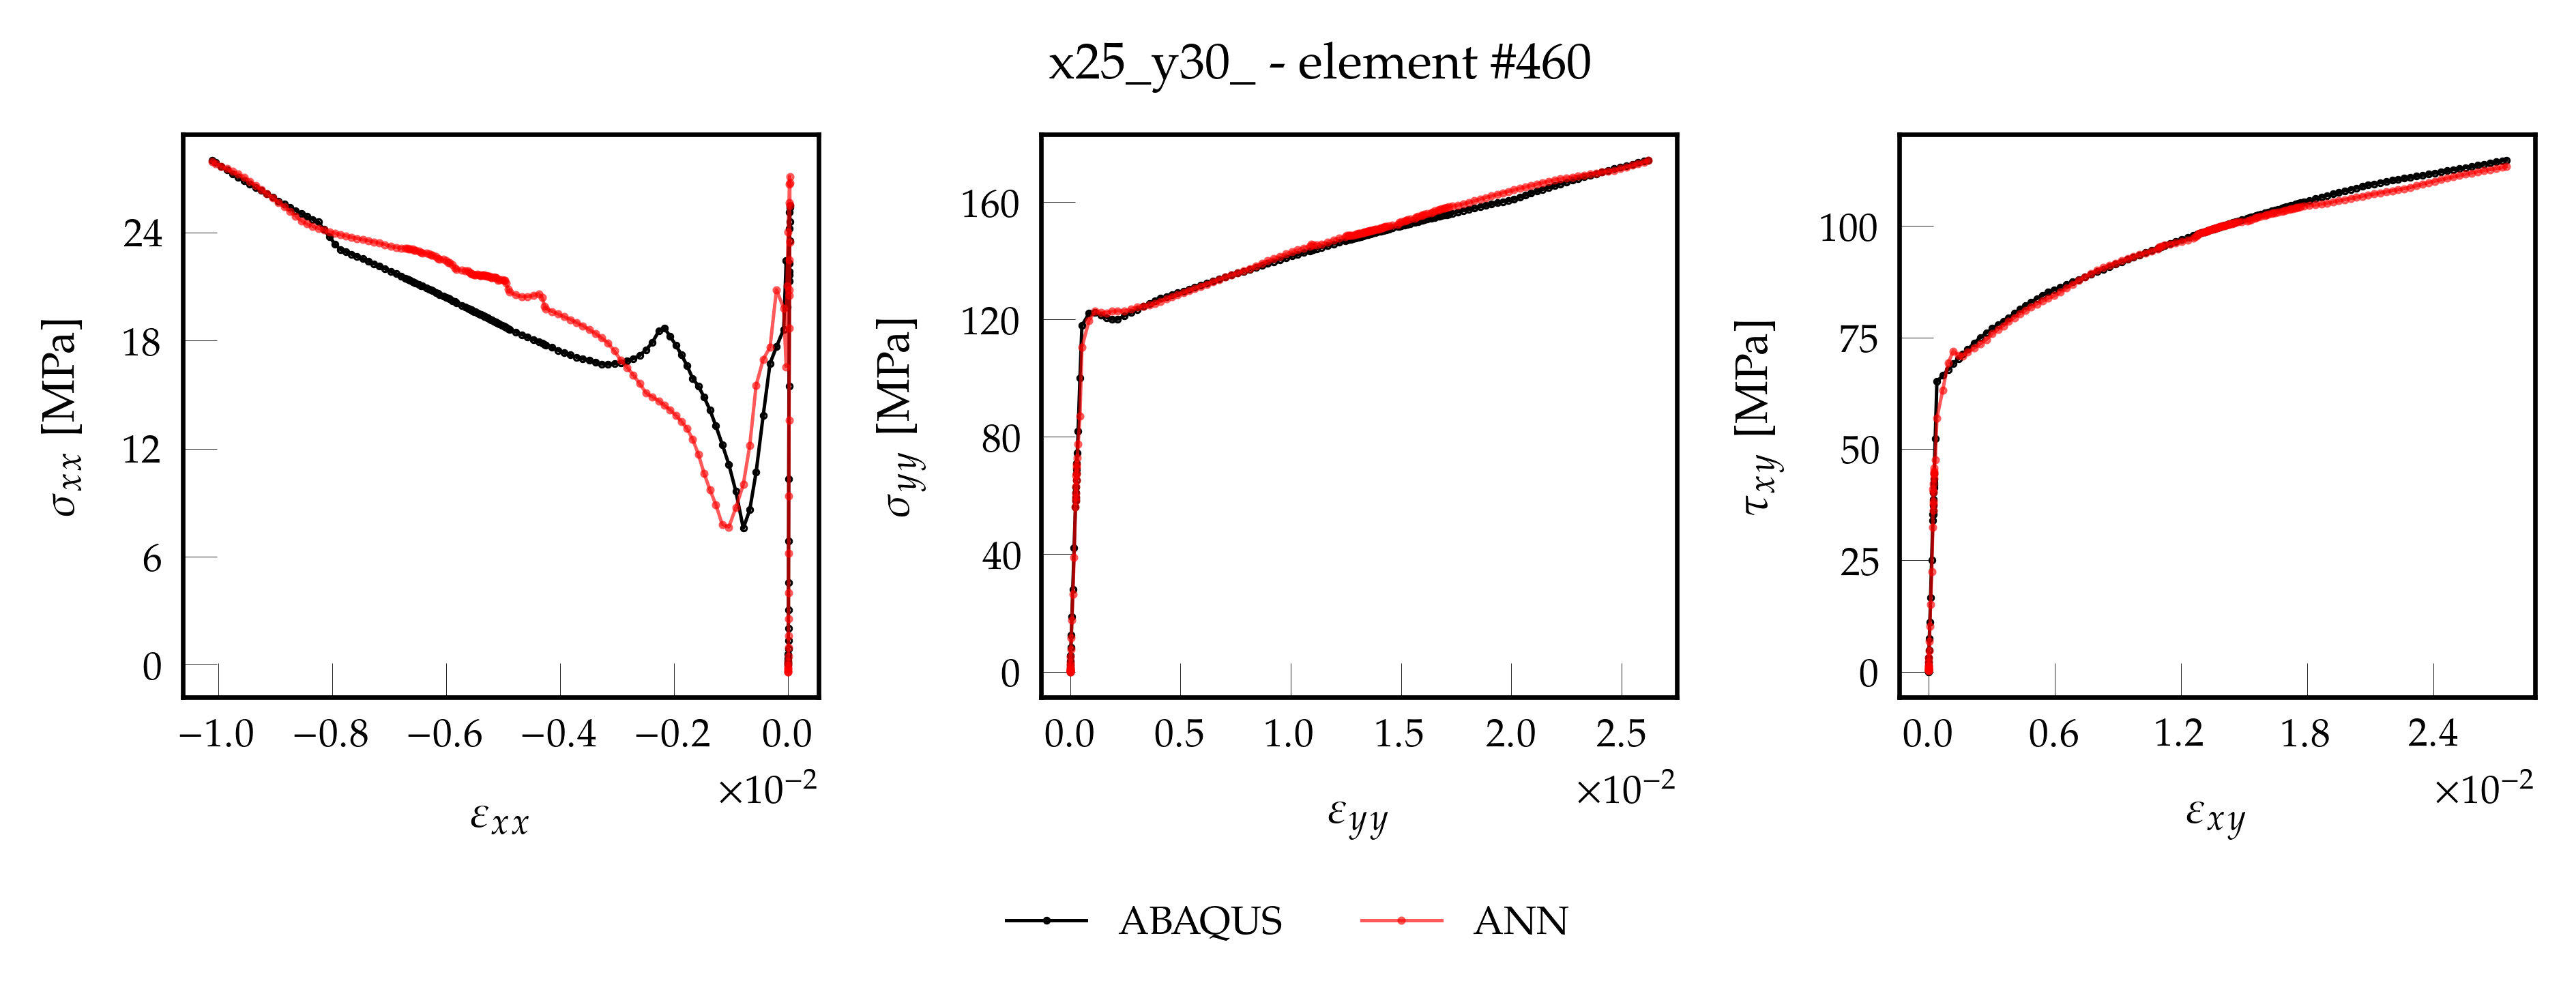 x25_y30_ - element #460
σxx [MPa]
24
18
12
6
0
−1.0 −0.8 −0.6 −0.4 −0.2 0.0
×10−2
εxx
σyy [MPa]
160
120
80
40
0
0.0 0.5 1.0 1.5 2.0 2.5
×10−2
εyy
τxy [MPa]
100
75
50
25
0
0.0 0.6 1.2 1.8 2.4
×10−2
εxy
ABAQUS ANN